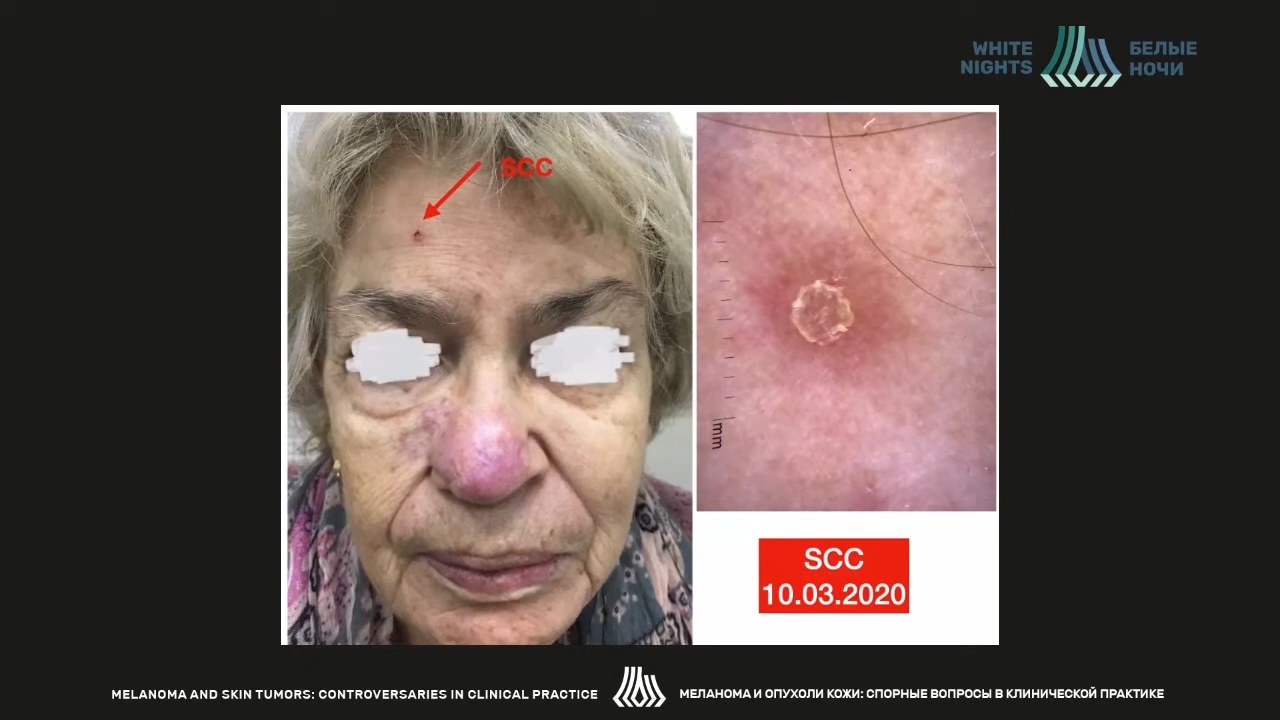 WHITE
NIGHTS
БЕЛЫЕ
НОЧИ
SCC
mm
SCC
10.03.2020
MELANOMA AND SKIN TUMORS: CONTROVERSARIES IN CLINICAL PRACTICE
МЕЛАНОМА И ОПУХОЛИ КОЖИ: СПОРНЫЕ ВОПРОСЫ В КЛИНИЧЕСКОЙ ПРАКТИКЕ